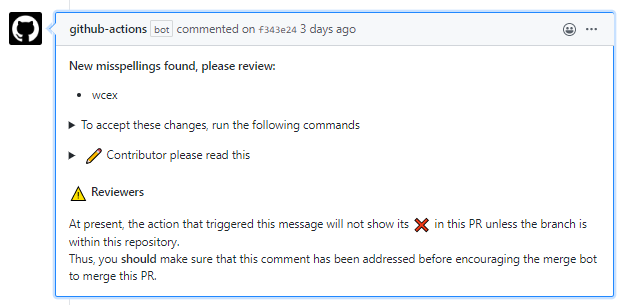 github-actions bot commented on f343e24 3 days ago
New misspellings found, please review:
wcex
To accept these changes, run the following commands
Contributor please read this
Reviewers
At present, the action that triggered this message will not show its ❌ in this PR unless the branch is
within this repository.
Thus, you should make sure that this comment has been addressed before encouraging the merge bot
to merge this PR.